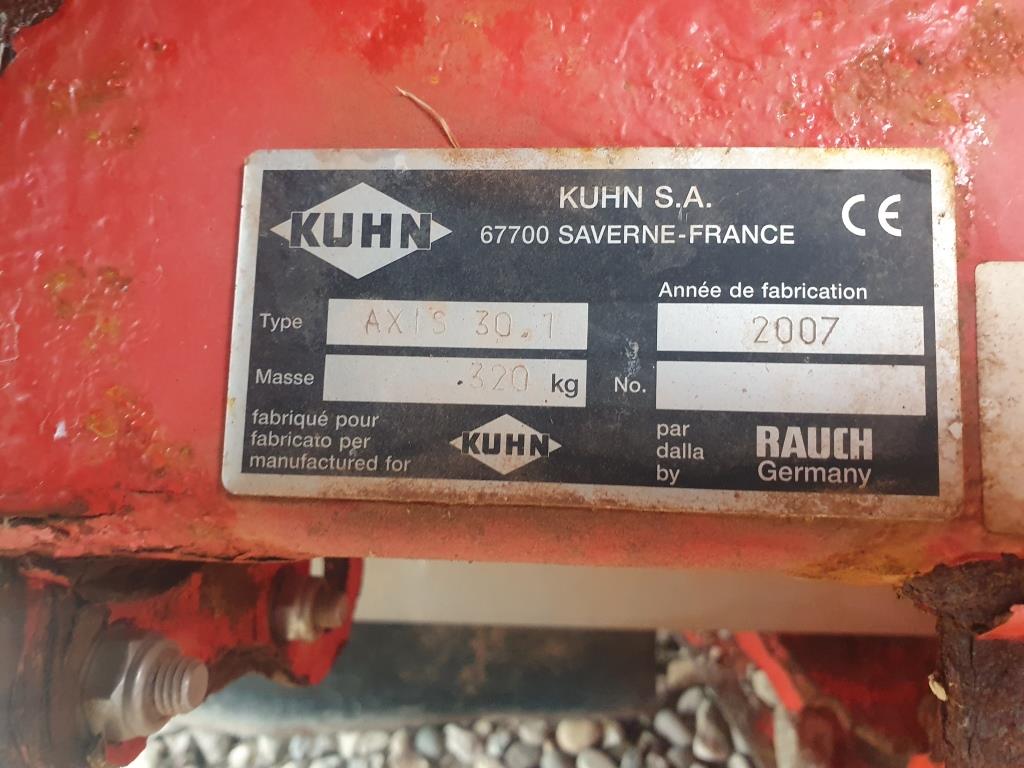 KUHN
KUHN S.A.
67700 SAVERNE-FRANCE
CE
Année de fabrication
Type AXIS 30.1
2007
Masse .320 kg
No.
fabriqué pour
fabricato per
manufactured for
KUHN
par
dalla
by
RAUCH
Germany